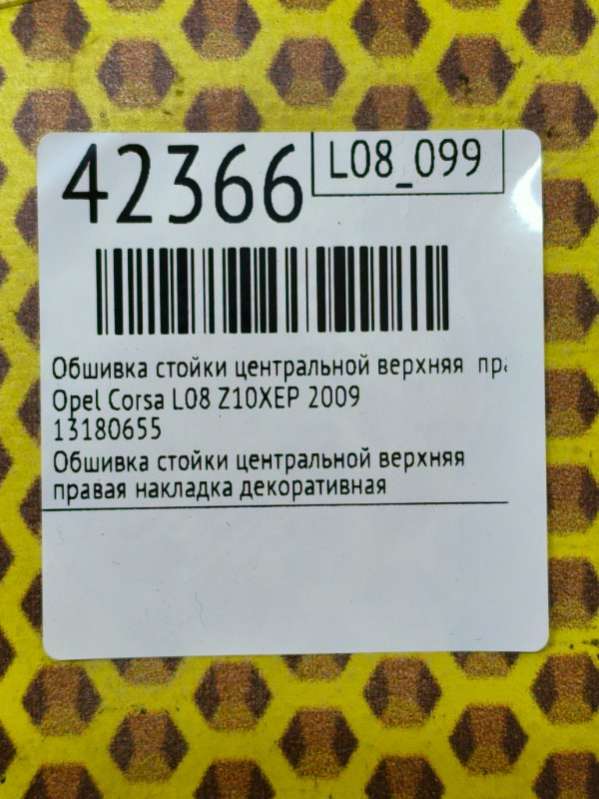 42366
L08_099
Обшивка стойки центральной верхняя
Opel Corsa L08 Z10XEP 2009
13180655
Обшивка стойки центральной верхняя
правая накладка декоративная